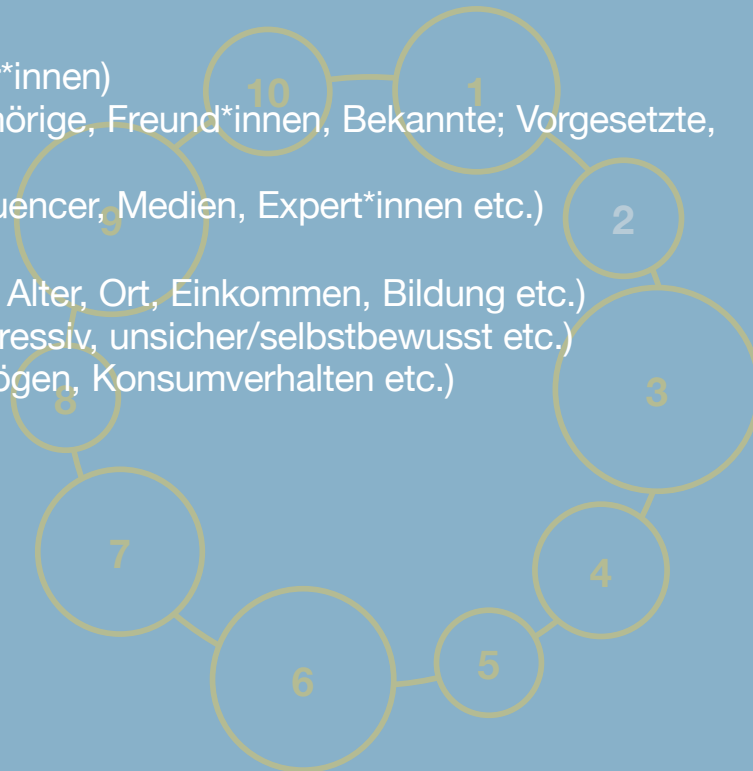 *innen)
10
1
örige, Freund*innen, Bekannte; Vorgesetzte,
uencer, Medien, Expert*innen etc.)
9
2
Alter, Ort, Einkommen, Bildung etc.)
ressiv, unsicher/selbstbewusst etc.)
ögen, Konsumverhalten etc.)
8
3
7
4
6
5